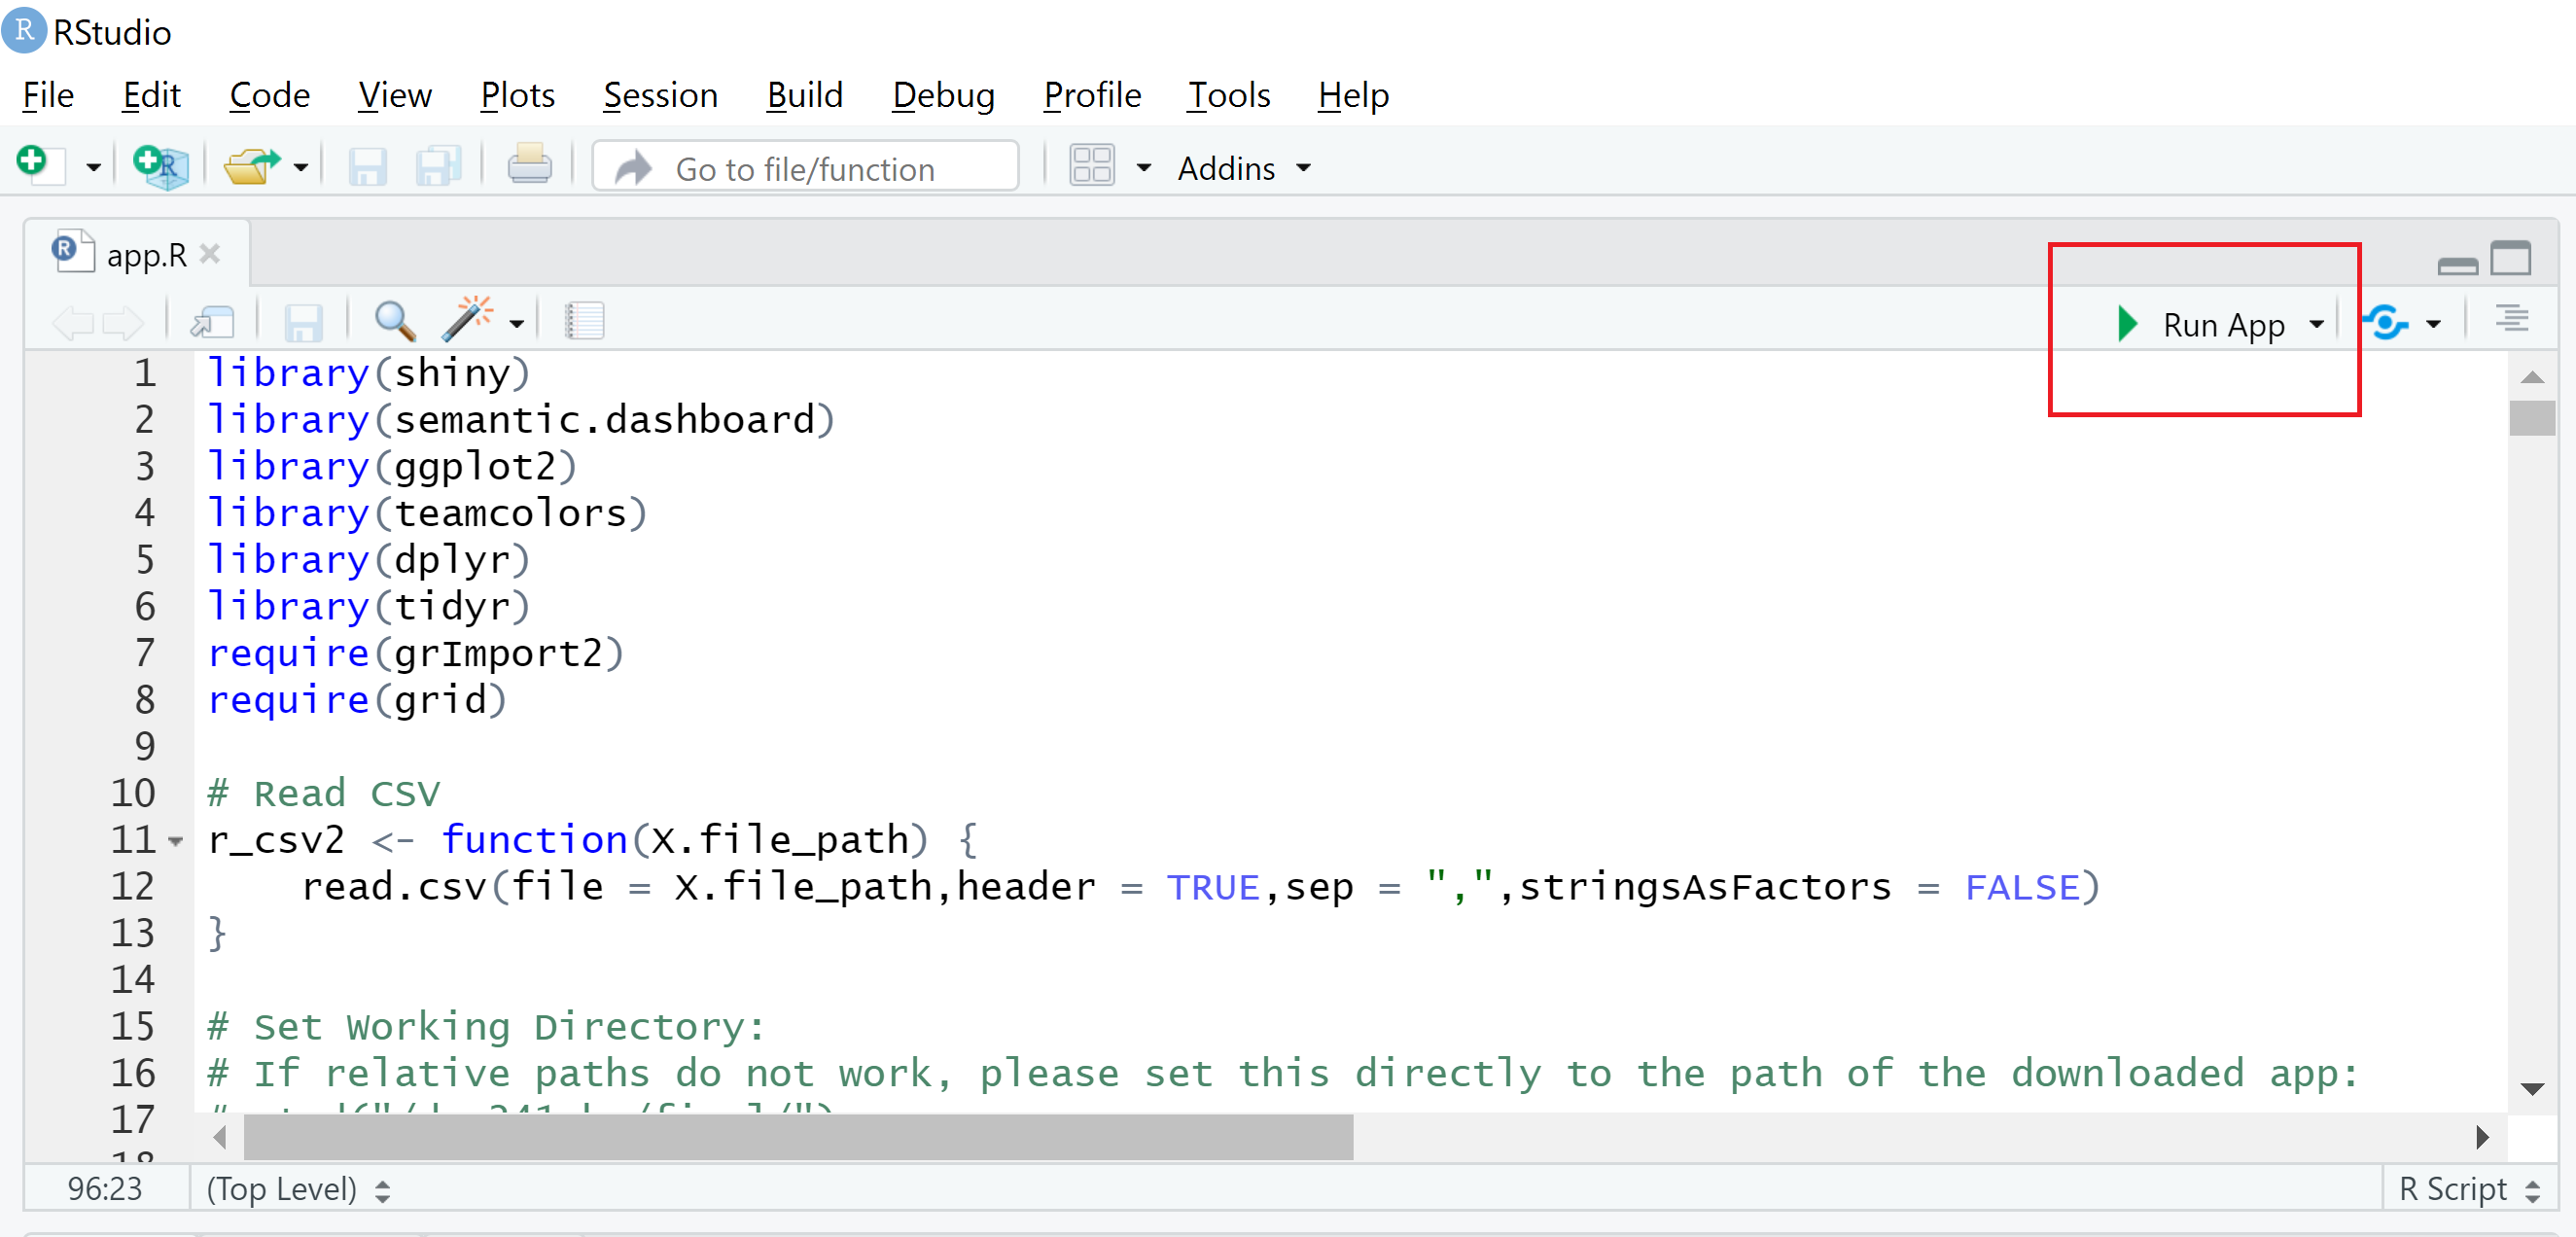 R RStudio
File Edit Code View Plots Session Build Debug Profile Tools Help
R Go to file/function Addins
R app.R
Run App
1 library(shiny)
2 library(semantic.dashboard)
3 library(ggplot2)
4 library(teamcolors)
5 library(dplyr)
6 library(tidyr)
7 require(grImport2)
8 require(grid)
9
10 # Read CSV
11 r_csv2 <- function(X.file_path) {
12     read.csv(file = X.file_path,header = TRUE,sep = ",",stringsAsFactors = FALSE)
13 }
14
15 # Set Working Directory:
16 # If relative paths do not work, please set this directly to the path of the downloaded app:
17
18
96:23 (Top Level) R Script